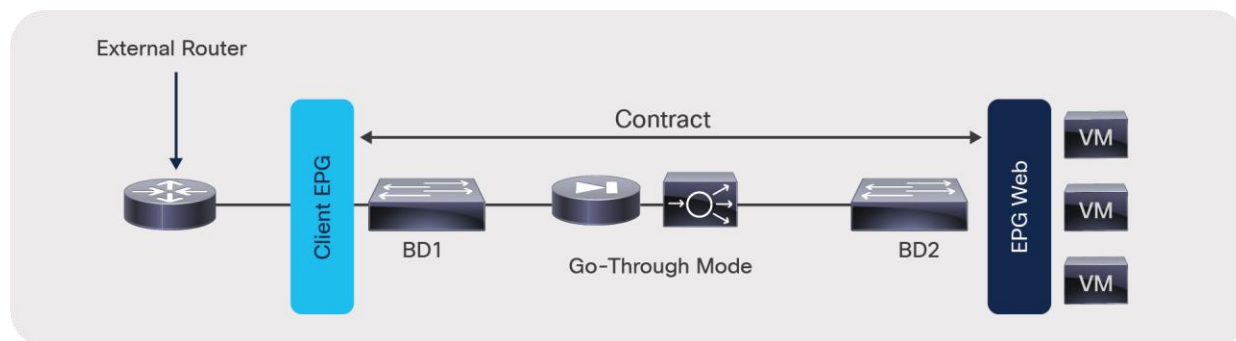 External Router
Contract
Client EPG
BD1
Go-Through Mode
BD2
EPG Web
VM
VM
VM